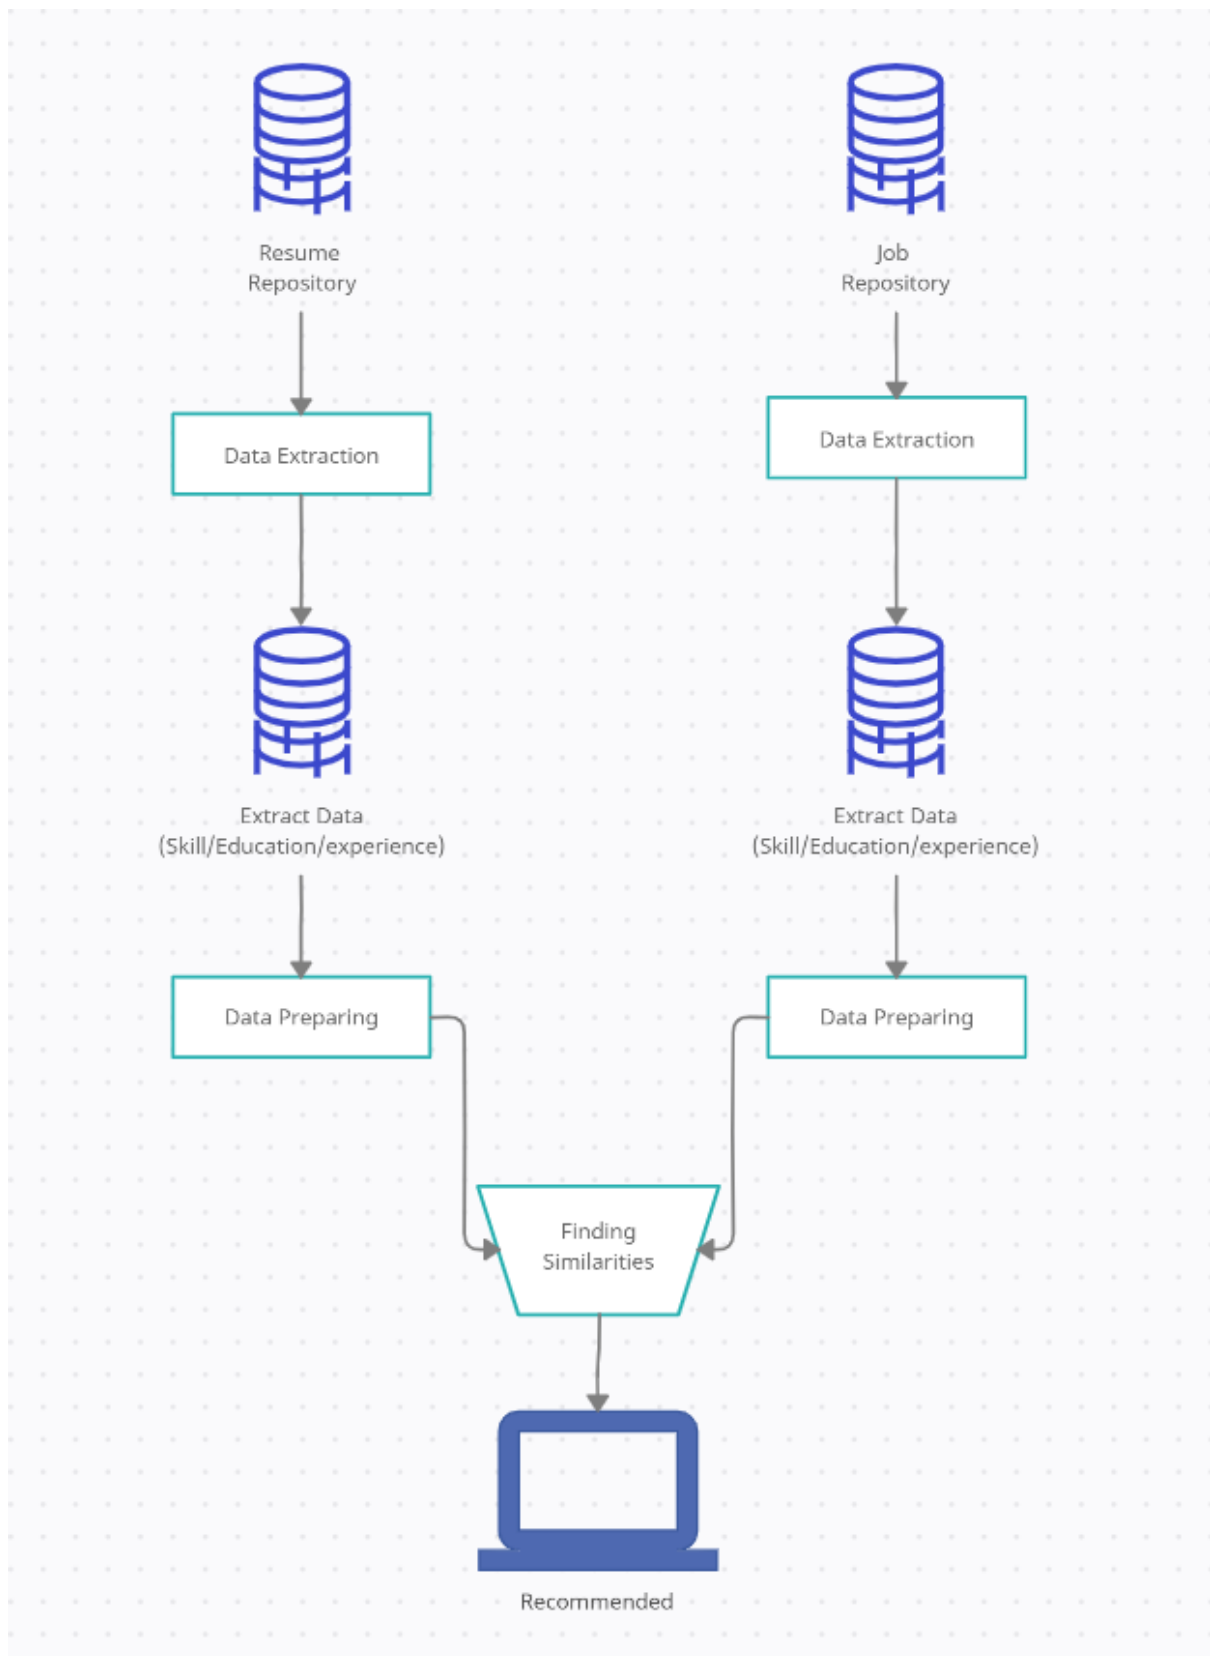 Resume
Repository
Job
Repository
Data Extraction
Data Extraction
Extract Data
(Skill/Education/experience)
Extract Data
(Skill/Education/experience)
Data Preparing
Data Preparing
Finding
Similarities
Recommended